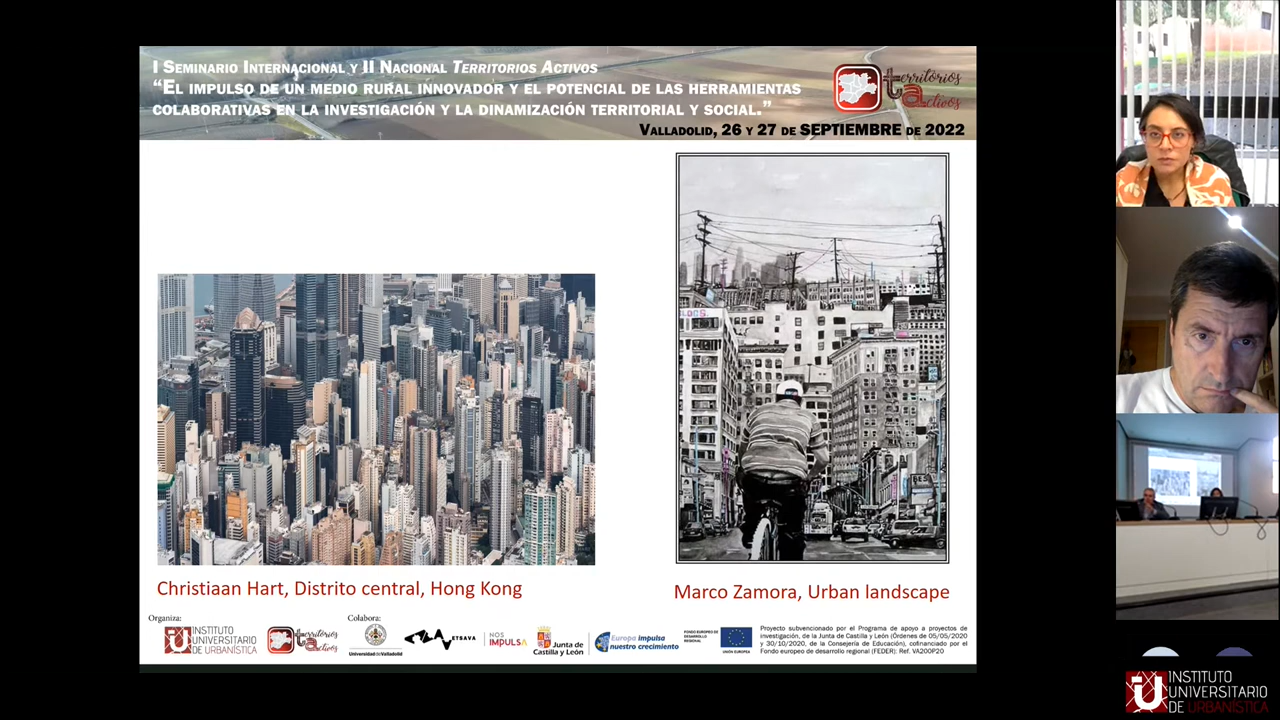 I Seminario Internacional y II Nacional Territorios Activos
“El impulso de un medio rural innovador y el potencial de las herramientas
colaborativas en la investigación y la dinamización territorial y social.”
Valladolid, 26 y 27 de SEPTIEMBRE de 2022
territórios
activos
Christiaan Hart, Distrito central, Hong Kong
Marco Zamora, Urban landscape
Organiza:
INSTITUTO
UNIVERSITARIO
DE URBANÍSTICA
territórios
activos
Colabora:
Universidad de Valladolid
ETSAVA
NOS
IMPULSA
Junta de
Castilla y León
Europa impulsa
nuestro crecimiento
FONDO EUROPEO DE
DESARROLLO
REGIONAL
UNIÓN EUROPEA
Proyecto subvencionado por el Programa de apoyo a proyectos de
investigación, de la Junta de Castilla y León (Órdenes de 05/05/2020
y 30/10/2020, de la Consejería de Educación), cofinanciado por el
Fondo europeo de desarrollo regional (FEDER): Ref. VA200P20
INSTITUTO
UNIVERSITARIO
DE URBANÍSTICA